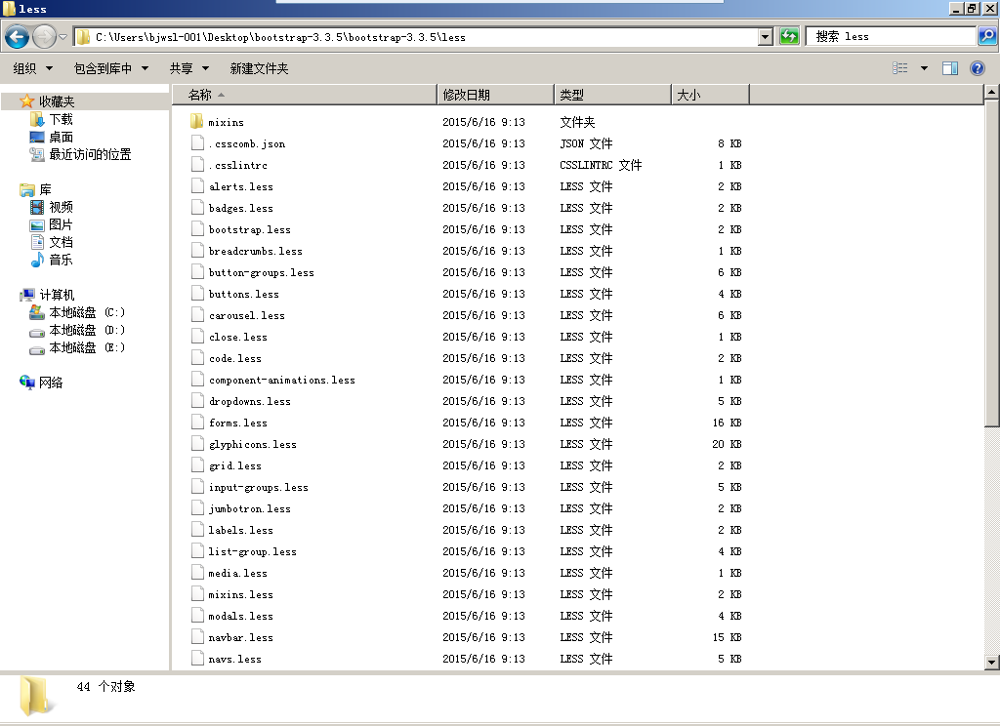 less
C:\Users\bjwsl-001\Desktop\bootstrap-3.3.5\bootstrap-3.3.5\less
搜索 less
组织 包含到库中 共享 新建文件夹
收藏夹
下载
桌面
最近访问的位置
库
视频
图片
文档
音乐
计算机
本地磁盘 (C:)
本地磁盘 (D:)
本地磁盘 (E:)
网络
名称 修改日期 类型 大小
mixins 2015/6/16 9:13 文件夹
.csscomb.json 2015/6/16 9:13 JSON 文件 8 KB
.csslintrc 2015/6/16 9:13 CSSLINTRC 文件 1 KB
alerts.less 2015/6/16 9:13 LESS 文件 2 KB
badges.less 2015/6/16 9:13 LESS 文件 2 KB
bootstrap.less 2015/6/16 9:13 LESS 文件 2 KB
breadcrumbs.less 2015/6/16 9:13 LESS 文件 1 KB
button-groups.less 2015/6/16 9:13 LESS 文件 6 KB
buttons.less 2015/6/16 9:13 LESS 文件 4 KB
carousel.less 2015/6/16 9:13 LESS 文件 6 KB
close.less 2015/6/16 9:13 LESS 文件 1 KB
code.less 2015/6/16 9:13 LESS 文件 2 KB
component-animations.less 2015/6/16 9:13 LESS 文件 1 KB
dropdowns.less 2015/6/16 9:13 LESS 文件 5 KB
forms.less 2015/6/16 9:13 LESS 文件 16 KB
glyphicons.less 2015/6/16 9:13 LESS 文件 20 KB
grid.less 2015/6/16 9:13 LESS 文件 2 KB
input-groups.less 2015/6/16 9:13 LESS 文件 5 KB
jumbotron.less 2015/6/16 9:13 LESS 文件 2 KB
labels.less 2015/6/16 9:13 LESS 文件 2 KB
list-group.less 2015/6/16 9:13 LESS 文件 4 KB
media.less 2015/6/16 9:13 LESS 文件 1 KB
mixins.less 2015/6/16 9:13 LESS 文件 2 KB
modals.less 2015/6/16 9:13 LESS 文件 4 KB
navbar.less 2015/6/16 9:13 LESS 文件 15 KB
navs.less 2015/6/16 9:13 LESS 文件 5 KB
44 个对象